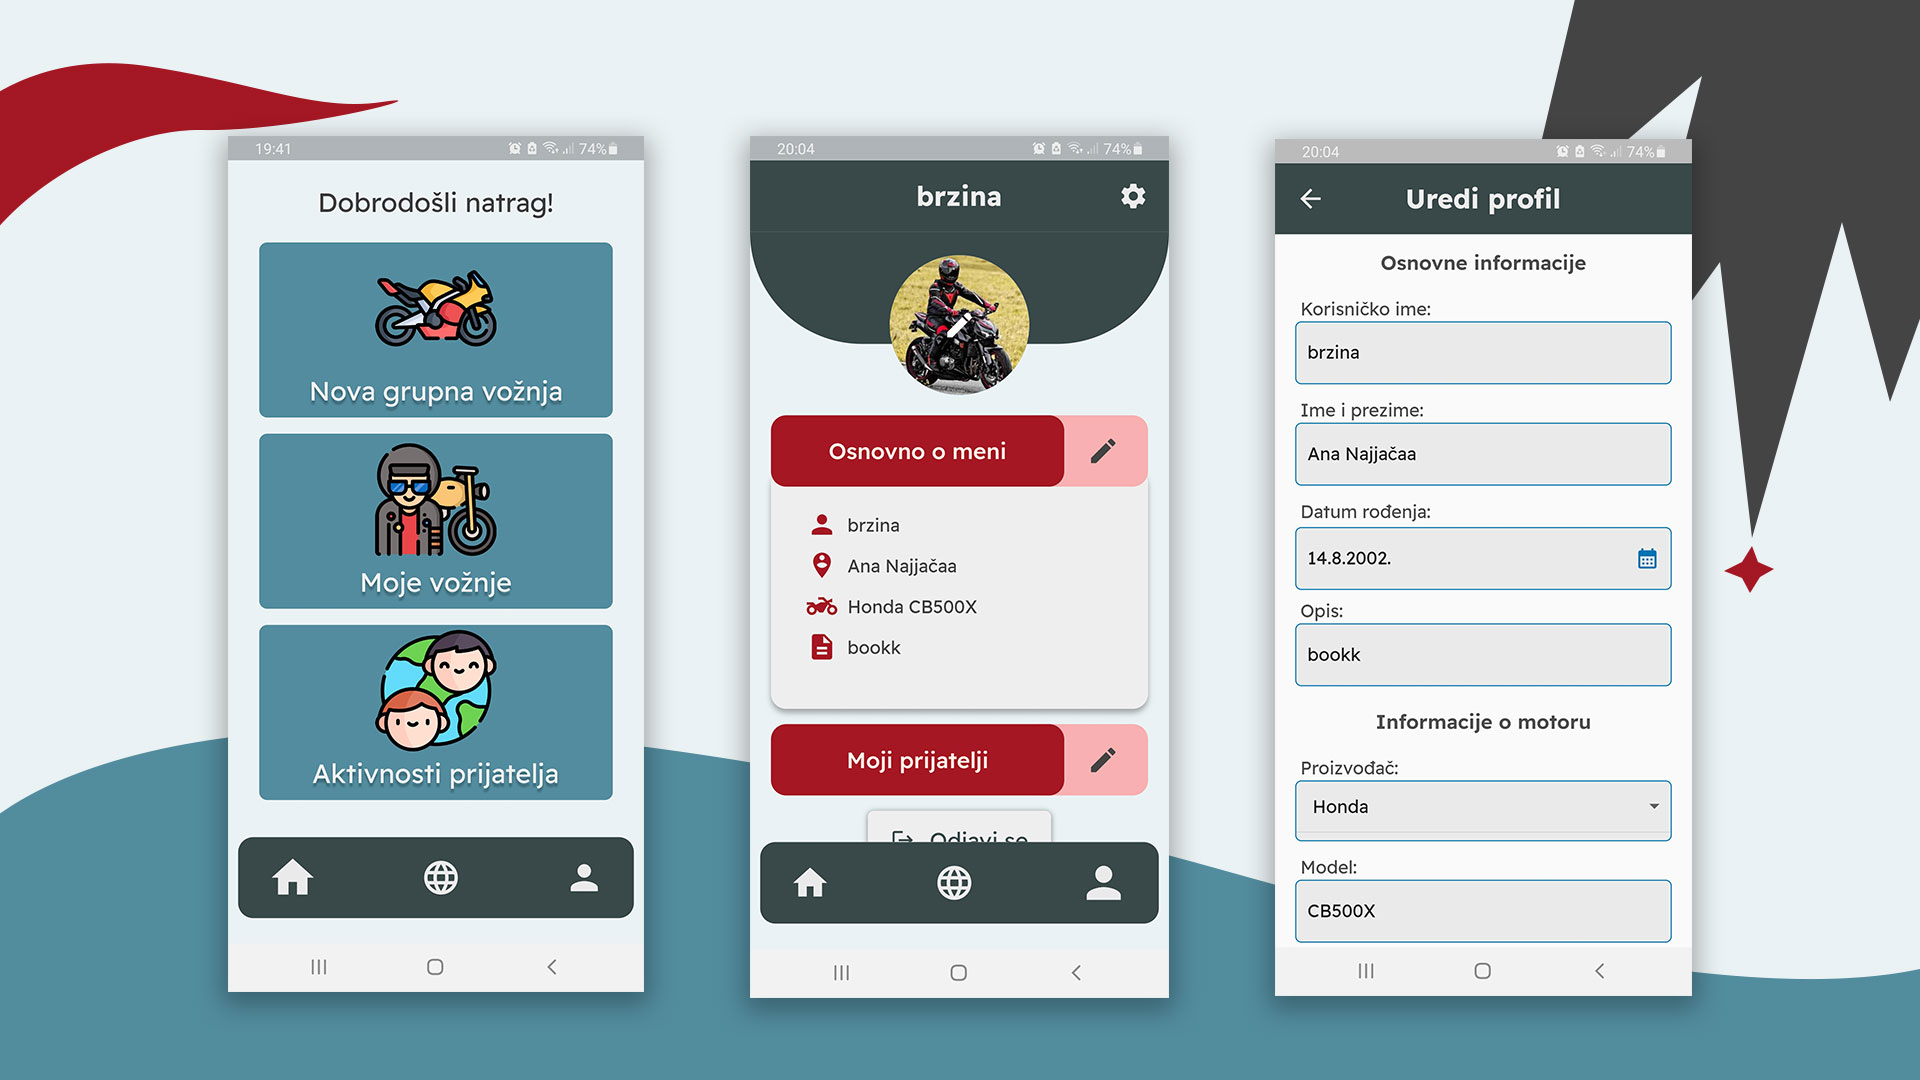 19:41
74%
Dobrodošli natrag!
Nova grupna vožnja
Moje vožnje
Aktivnosti prijatelja
20:04
74%
brzina
Osnovno o meni
brzina
Ana Najjačaa
Honda CB500X
bookk
Moji prijatelji
Odjavi se
20:04
74%
Uredi profil
Osnovne informacije
Korisničko ime:
brzina
Ime i prezime:
Ana Najjačaa
Datum rođenja:
14.8.2002.
Opis:
bookk
Informacije o motoru
Proizvođač:
Honda
Model:
CB500X